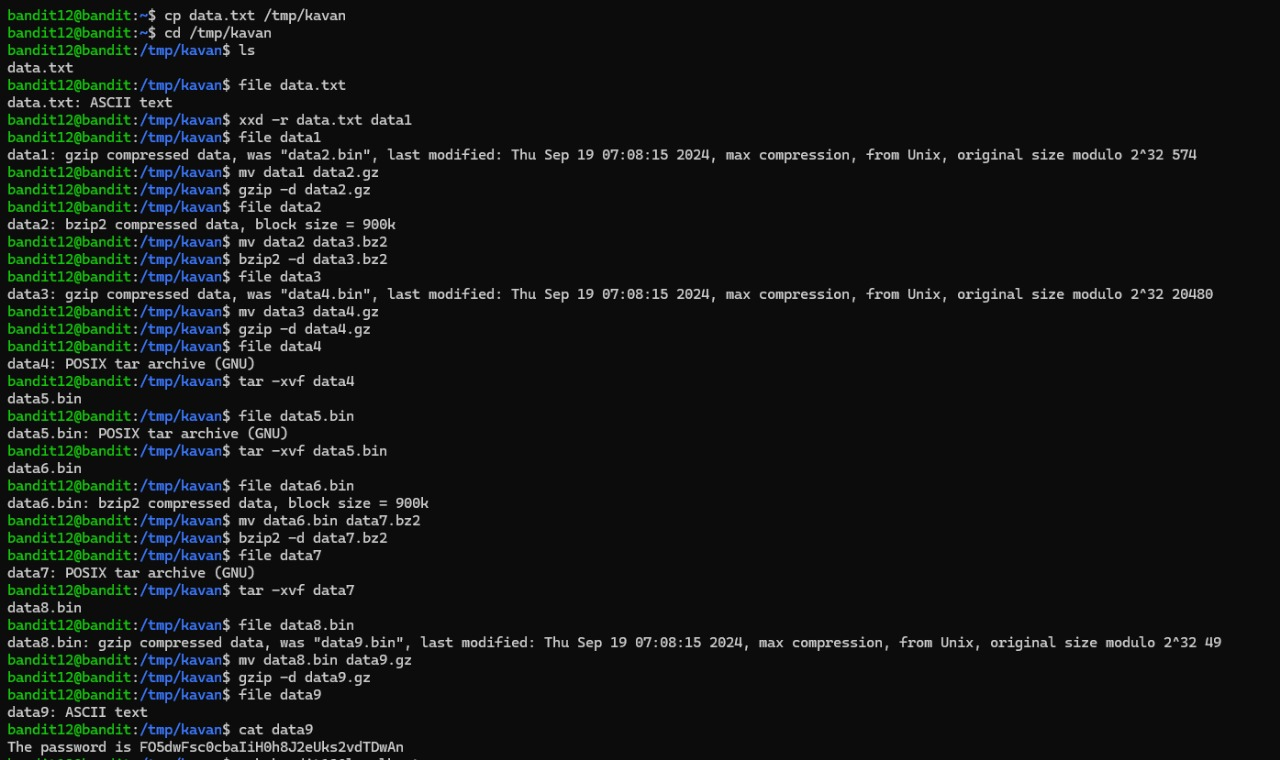 bandit12@bandit:~$ cp data.txt /tmp/kavan
bandit12@bandit:~$ cd /tmp/kavan
bandit12@bandit:/tmp/kavan$ ls
data.txt
bandit12@bandit:/tmp/kavan$ file data.txt
data.txt: ASCII text
bandit12@bandit:/tmp/kavan$ xxd -r data.txt data1
bandit12@bandit:/tmp/kavan$ file data1
data1: gzip compressed data, was "data2.bin", last modified: Thu Sep 19 07:08:15 2024, max compression, from Unix, original size modulo 2^32 574
bandit12@bandit:/tmp/kavan$ mv data1 data2.gz
bandit12@bandit:/tmp/kavan$ gzip -d data2.gz
bandit12@bandit:/tmp/kavan$ file data2
data2: bzip2 compressed data, block size = 900k
bandit12@bandit:/tmp/kavan$ mv data2 data3.bz2
bandit12@bandit:/tmp/kavan$ bzip2 -d data3.bz2
bandit12@bandit:/tmp/kavan$ file data3
data3: gzip compressed data, was "data4.bin", last modified: Thu Sep 19 07:08:15 2024, max compression, from Unix, original size modulo 2^32 20480
bandit12@bandit:/tmp/kavan$ mv data3 data4.gz
bandit12@bandit:/tmp/kavan$ gzip -d data4.gz
bandit12@bandit:/tmp/kavan$ file data4
data4: POSIX tar archive (GNU)
bandit12@bandit:/tmp/kavan$ tar -xvf data4
data5.bin
bandit12@bandit:/tmp/kavan$ file data5.bin
data5.bin: POSIX tar archive (GNU)
bandit12@bandit:/tmp/kavan$ tar -xvf data5.bin
data6.bin
bandit12@bandit:/tmp/kavan$ file data6.bin
data6.bin: bzip2 compressed data, block size = 900k
bandit12@bandit:/tmp/kavan$ mv data6.bin data7.bz2
bandit12@bandit:/tmp/kavan$ bzip2 -d data7.bz2
bandit12@bandit:/tmp/kavan$ file data7
data7: POSIX tar archive (GNU)
bandit12@bandit:/tmp/kavan$ tar -xvf data7
data8.bin
bandit12@bandit:/tmp/kavan$ file data8.bin
data8.bin: gzip compressed data, was "data9.bin", last modified: Thu Sep 19 07:08:15 2024, max compression, from Unix, original size modulo 2^32 49
bandit12@bandit:/tmp/kavan$ mv data8.bin data9.gz
bandit12@bandit:/tmp/kavan$ gzip -d data9.gz
bandit12@bandit:/tmp/kavan$ file data9
data9: ASCII text
bandit12@bandit:/tmp/kavan$ cat data9
The password is FO5dwFsc0cbaIiH0h8J2eUks2vdTDwAn